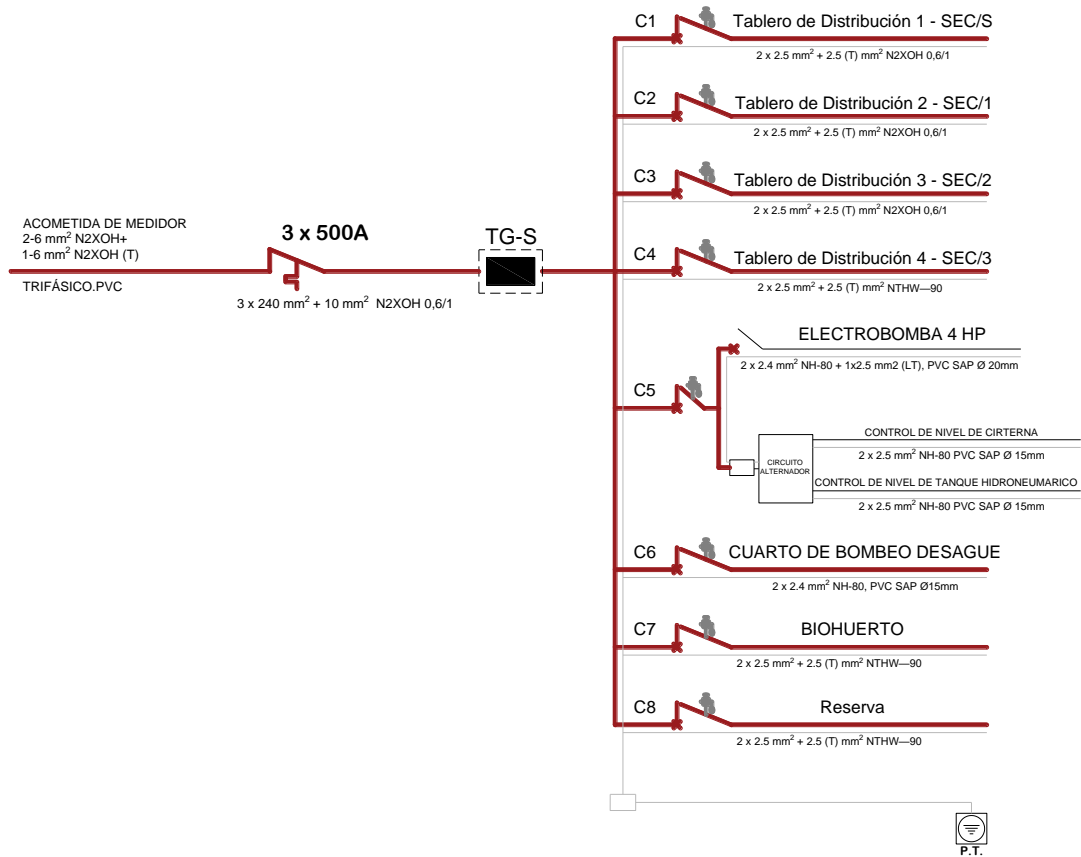 C1 Tablero de Distribución 1 - SEC/S
2 x 2.5 mm² + 2.5 (T) mm² N2XOH 0,6/1
C2 Tablero de Distribución 2 - SEC/1
2 x 2.5 mm² + 2.5 (T) mm² N2XOH 0,6/1
C3 Tablero de Distribución 3 - SEC/2
2 x 2.5 mm² + 2.5 (T) mm² N2XOH 0,6/1
ACOMETIDA DE MEDIDOR
2-6 mm² N2XOH+
1-6 mm² N2XOH (T)
TRIFÁSICO.PVC
3 x 500A
3 x 240 mm² + 10 mm² N2XOH 0,6/1
TG-S
C4 Tablero de Distribución 4 - SEC/3
2 x 2.5 mm² + 2.5 (T) mm² NTHW—90
C5
ELECTROBOMBA 4 HP
2 x 2.4 mm² NH-80 + 1x2.5 mm2 (LT), PVC SAP Ø 20mm
CIRCUITO
ALTERNADOR
CONTROL DE NIVEL DE CIRTERNA
2 x 2.5 mm² NH-80 PVC SAP Ø 15mm
CONTROL DE NIVEL DE TANQUE HIDRONEUMARICO
2 x 2.5 mm² NH-80 PVC SAP Ø 15mm
C6 CUARTO DE BOMBEO DESAGUE
2 x 2.4 mm² NH-80, PVC SAP Ø15mm
C7 BIOHUERTO
2 x 2.5 mm² + 2.5 (T) mm² NTHW—90
C8 Reserva
2 x 2.5 mm² + 2.5 (T) mm² NTHW—90
P.T.